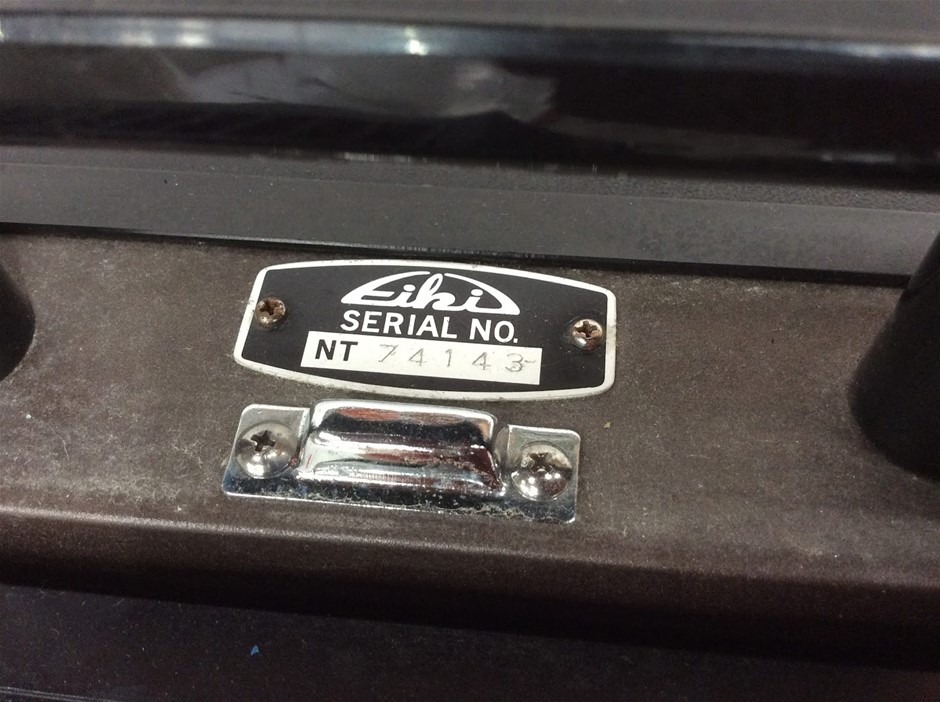 Eiki
SERIAL NO.
NT 74143